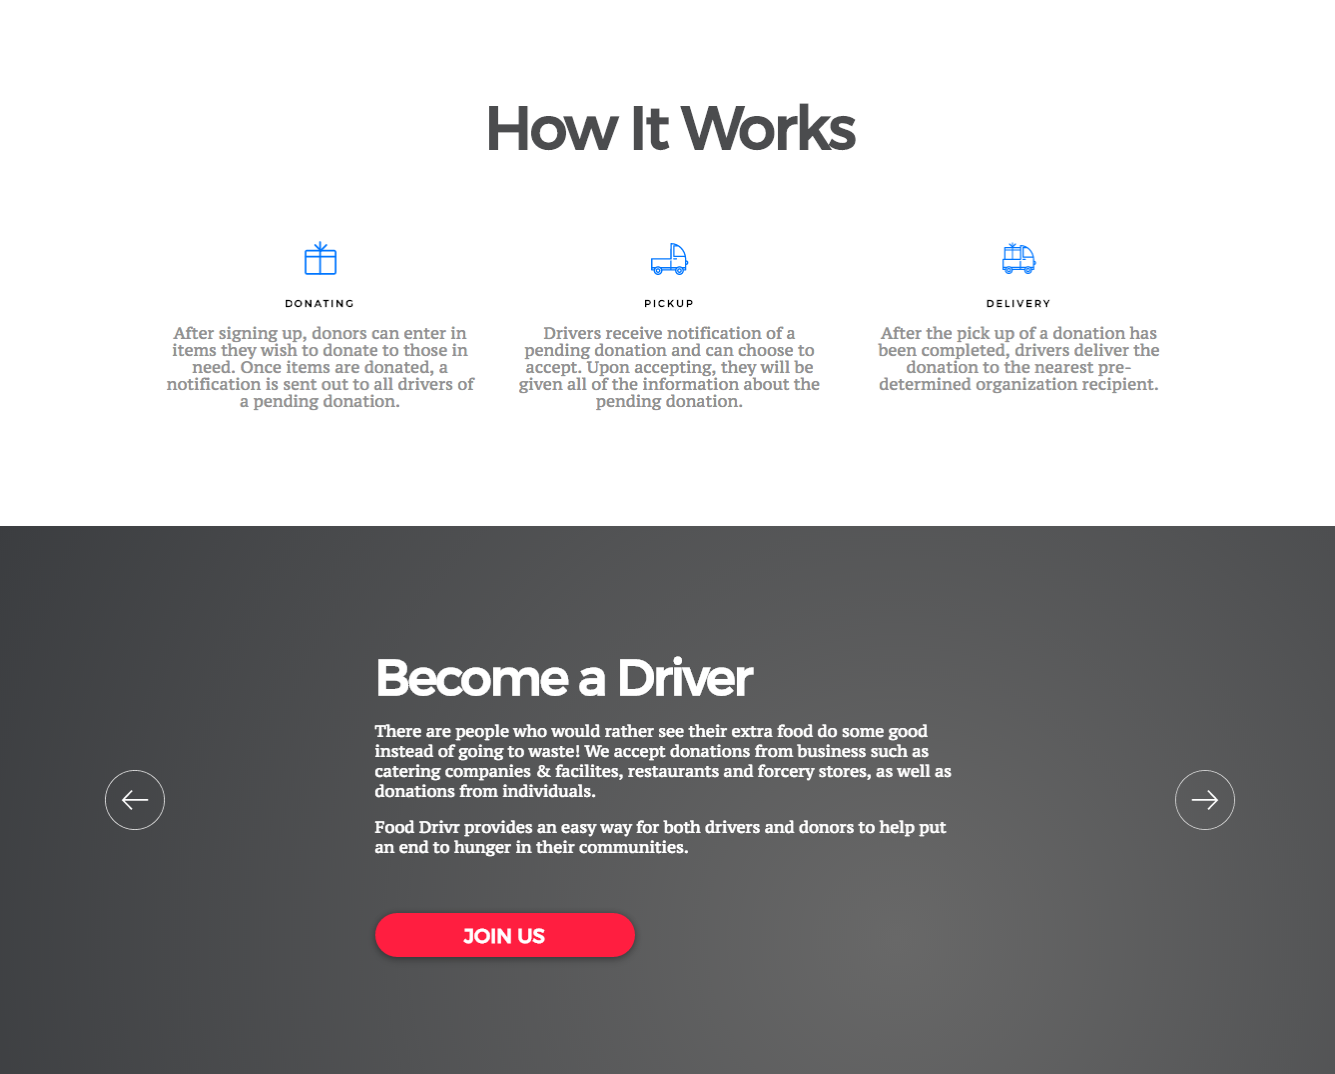 How It Works
DONATING
After signing up, donors can enter in
items they wish to donate to those in
need. Once items are donated, a
notification is sent out to all drivers of
a pending donation.
PICKUP
Drivers receive notification of a
pending donation and can choose to
accept. Upon accepting, they will be
given all of the information about the
pending donation.
DELIVERY
After the pick up of a donation has
been completed, drivers deliver the
donation to the nearest pre-
determined organization recipient.
Become a Driver
There are people who would rather see their extra food do some good
instead of going to waste! We accept donations from business such as
catering companies & facilites, restaurants and forcery stores, as well as
donations from individuals.
Food Drivr provides an easy way for both drivers and donors to help put
an end to hunger in their communities.
JOIN US